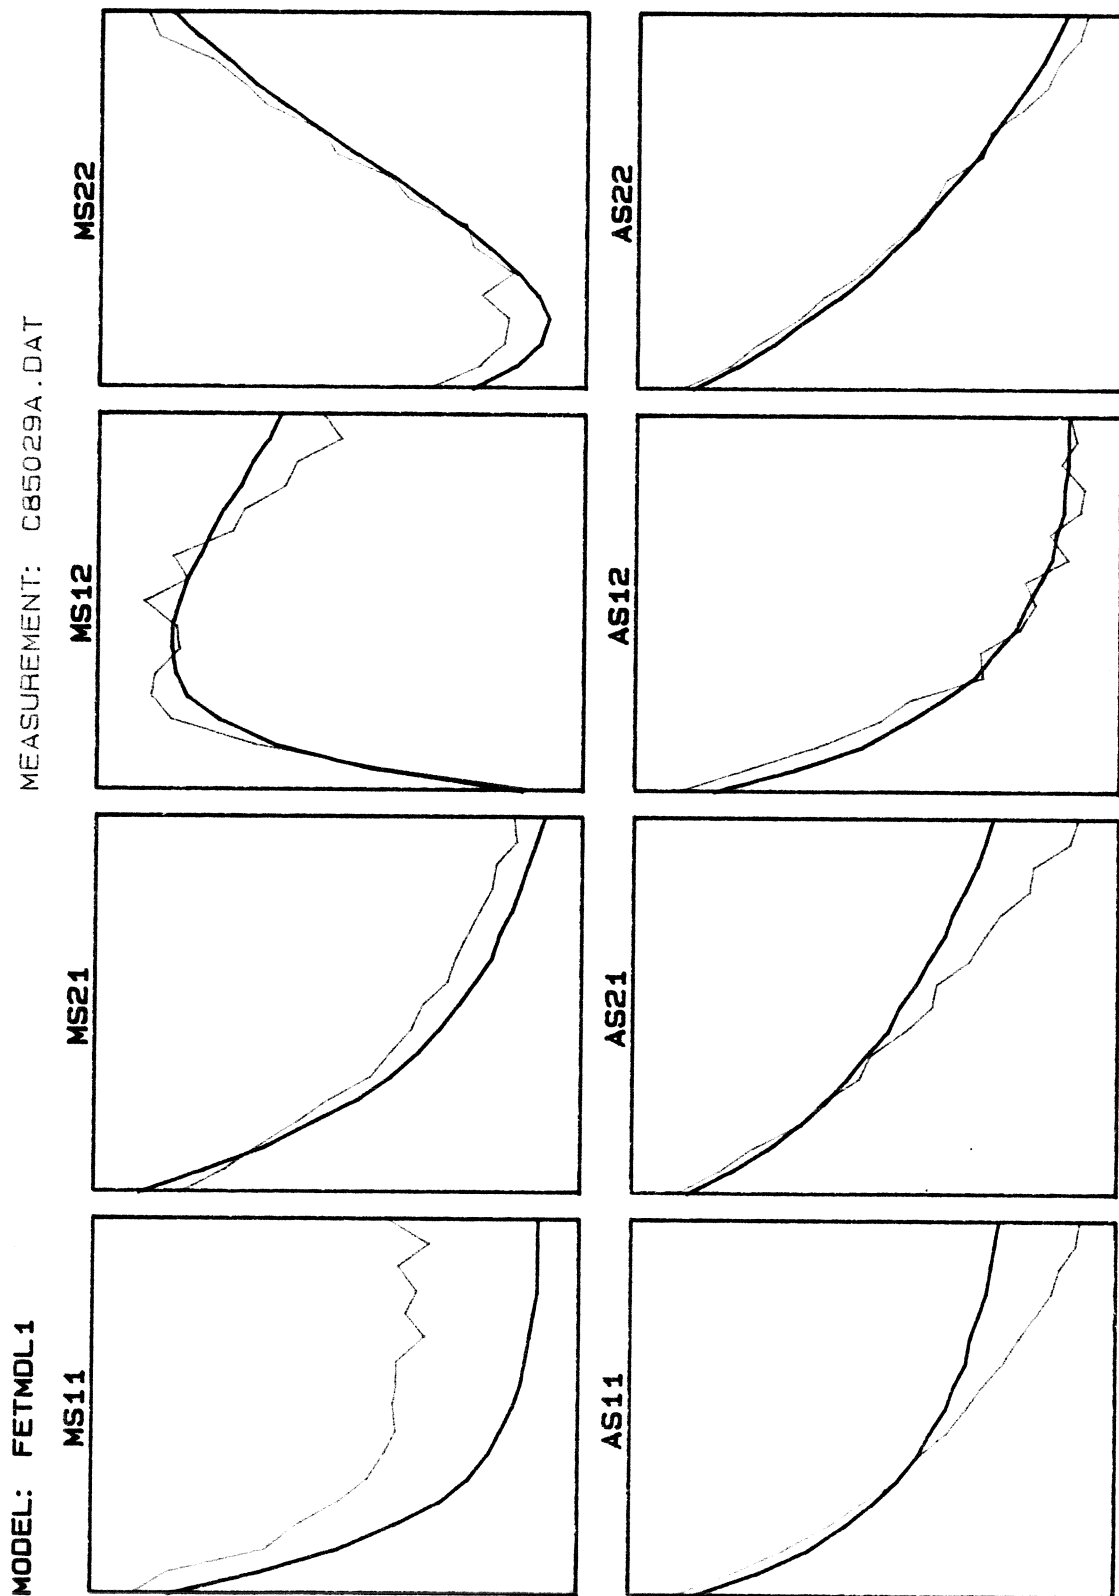 MODEL: FETMDL1
MEASUREMENT: C85029A.DAT
MS11
MS21
MS12
MS22
AS11
AS21
AS12
AS22